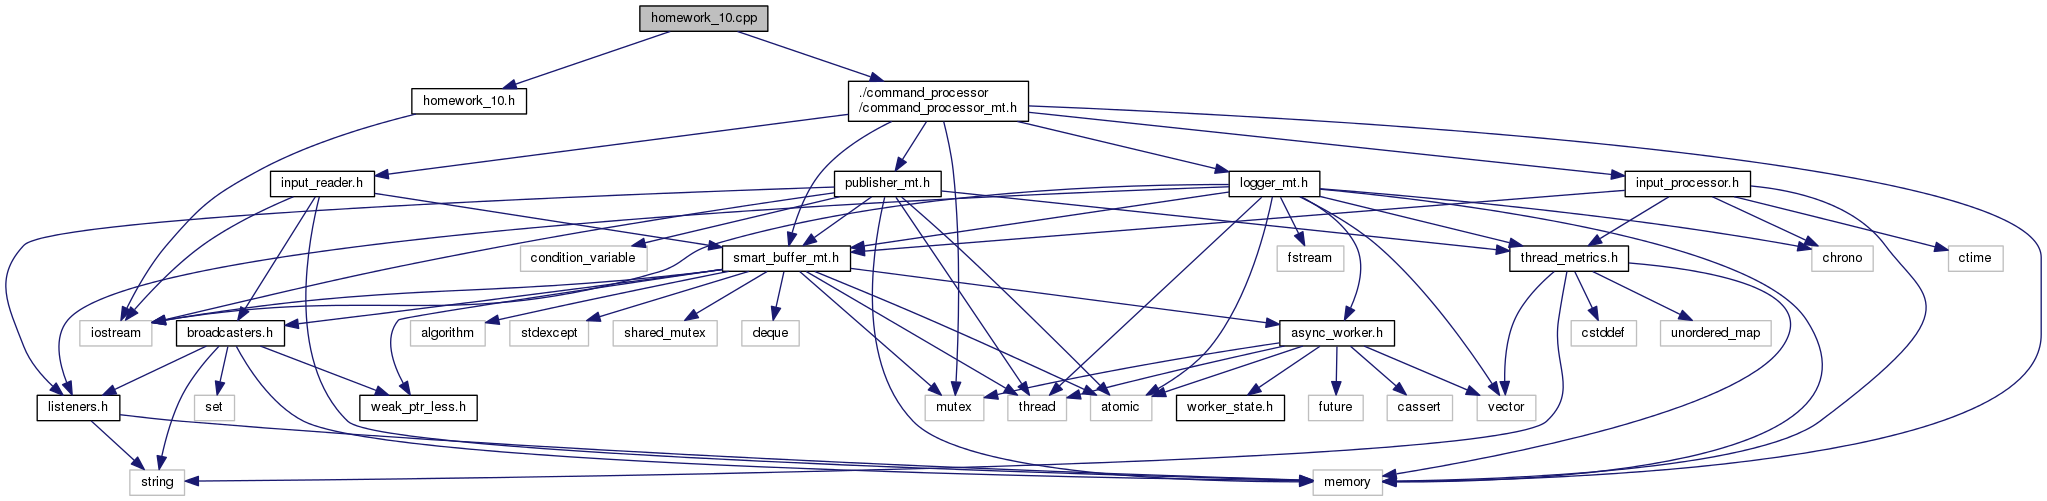 homework_10.cpp
homework_10.h
./command_processor
/command_processor_mt.h
input_reader.h
publisher_mt.h
logger_mt.h
input_processor.h
condition_variable
smart_buffer_mt.h
fstream
thread_metrics.h
chrono
ctime
iostream
broadcasters.h
algorithm
stdexcept
shared_mutex
deque
async_worker.h
cstddef
unordered_map
listeners.h
set
weak_ptr_less.h
mutex
thread
atomic
worker_state.h
future
cassert
vector
string
memory